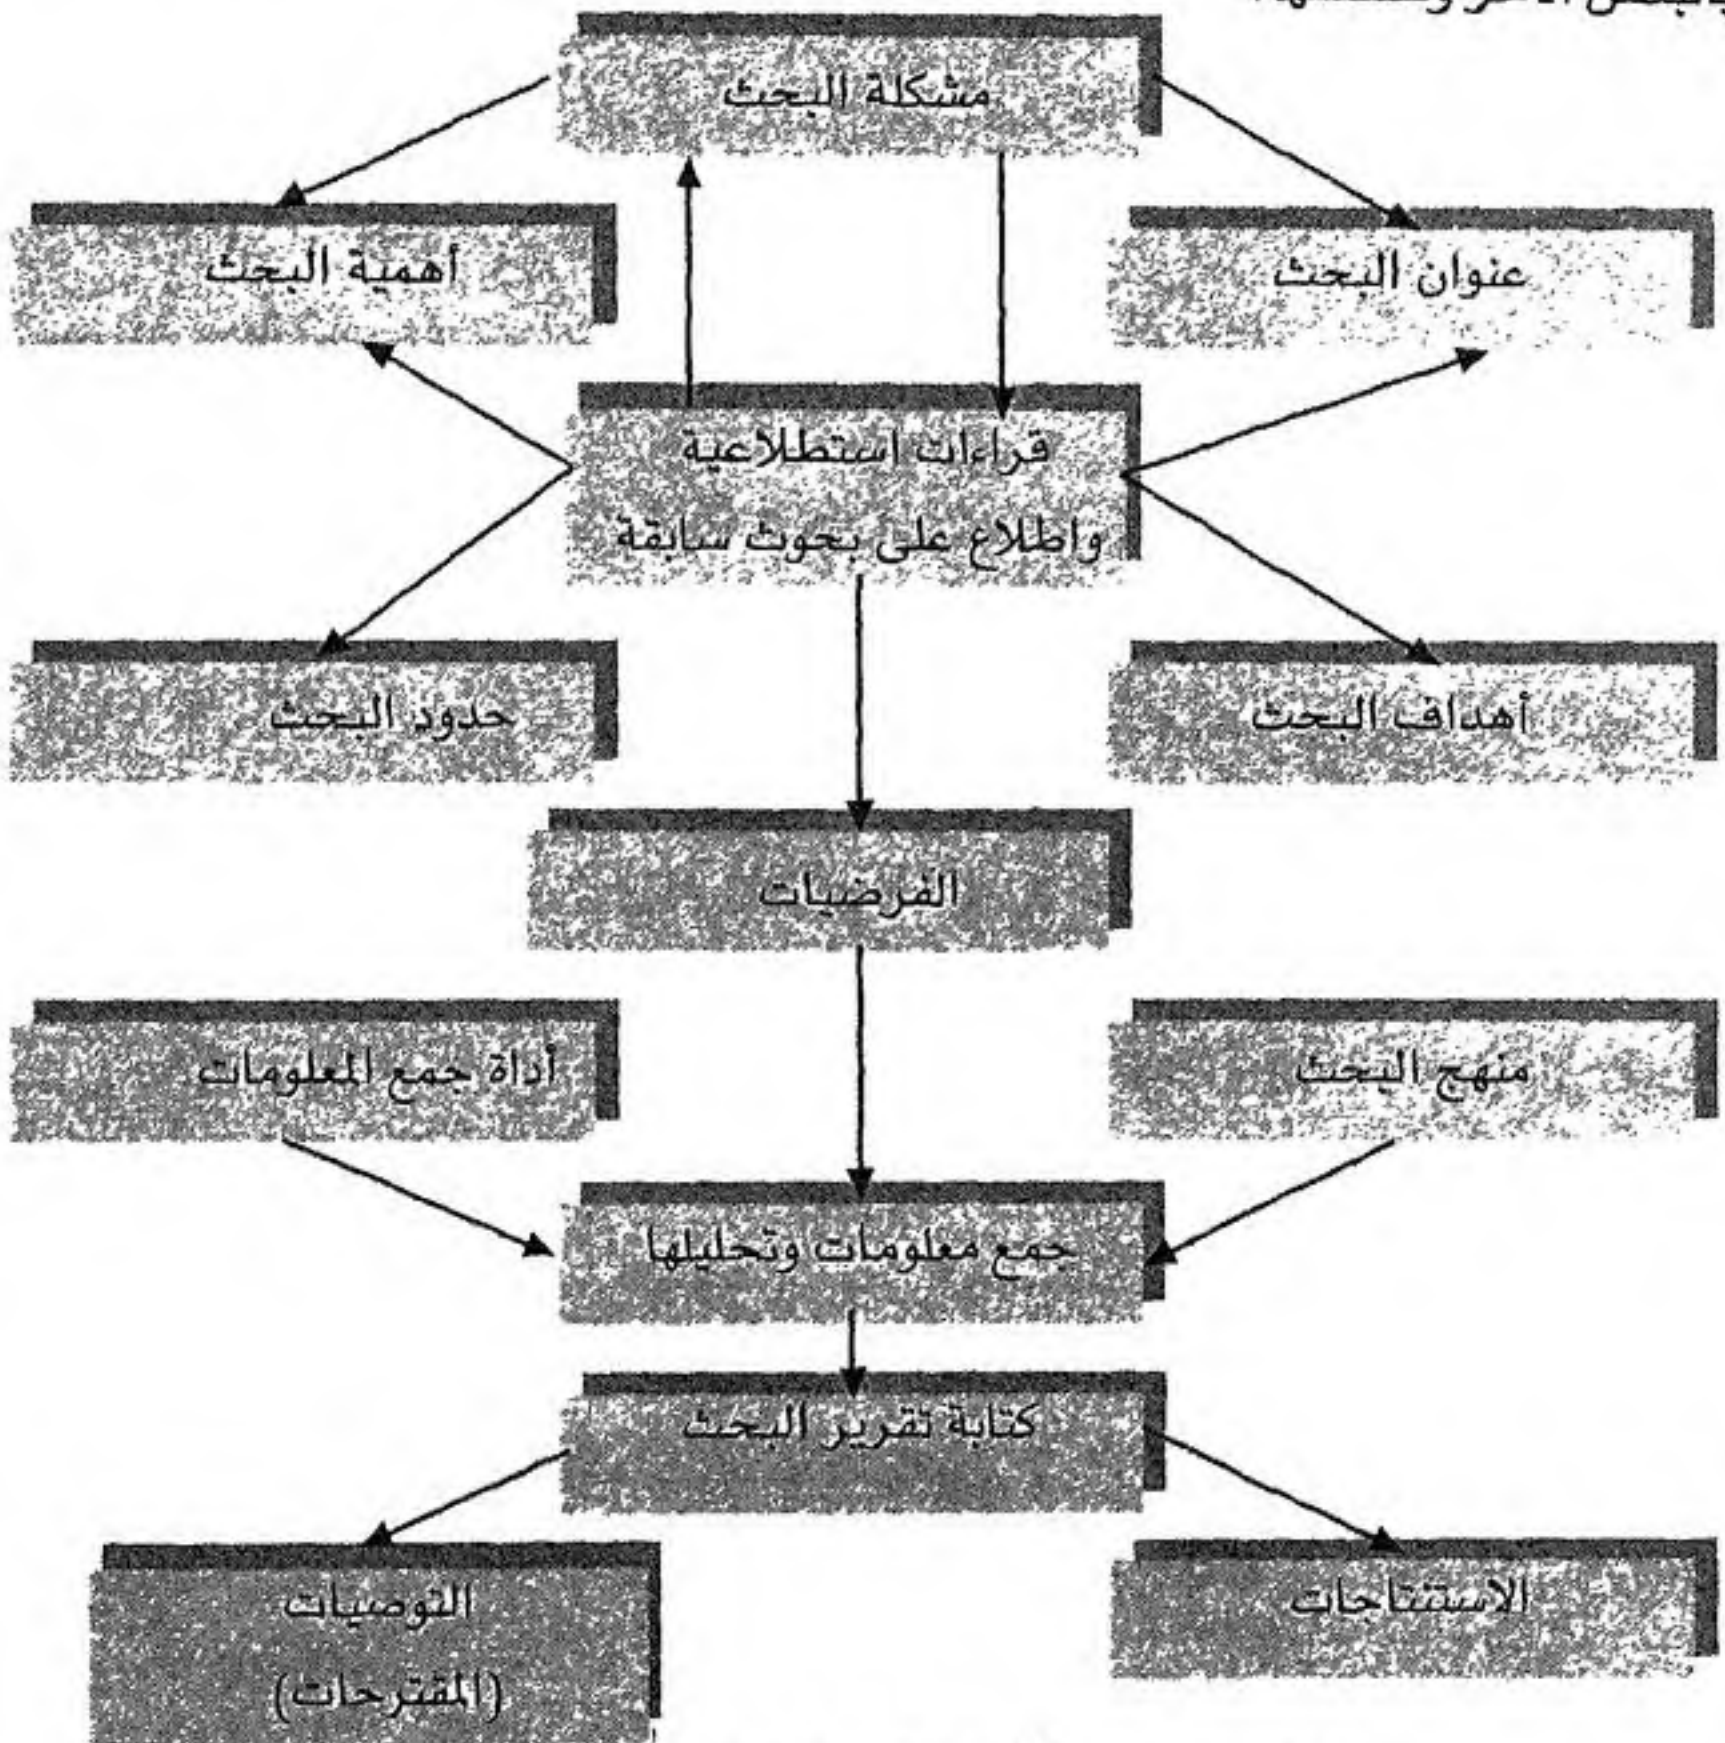 مشكلة البحث
عنوان البحث
أهمية البحث
قراءات استطلاعية
واطلاع على بحوث سابقة
أهداف البحث
حدود البحث
الفرضيات
منهج البحث
أداة جمع المعلومات
جمع معلومات وتحليلها
كتابة تقرير البحث
الاستنتاجات
التوصيات
(المقترحات)